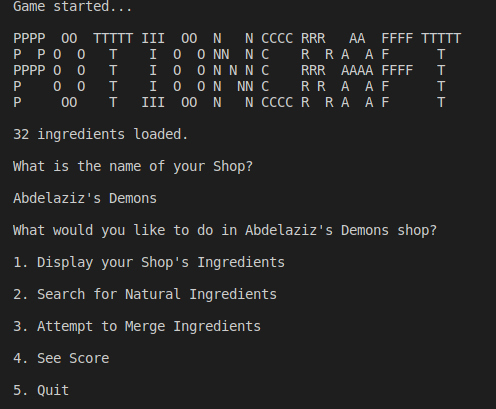 Game started...
PPPP  OO  TTTTT III  OO  N   N CCCC RRR   AA  FFFF TTTTT
P  P O  O   T    I  O  O NN  N C    R  R A  A F      T
PPPP O  O   T    I  O  O N N N C    RRR  AAAA FFFF   T
P    O  O   T    I  O  O N  NN C    R R  A  A F      T
P     OO    T   III  OO  N   N CCCC R  R A  A F      T
32 ingredients loaded.
What is the name of your Shop?
Abdelaziz's Demons
What would you like to do in Abdelaziz's Demons shop?
1. Display your Shop's Ingredients
2. Search for Natural Ingredients
3. Attempt to Merge Ingredients
4. See Score
5. Quit